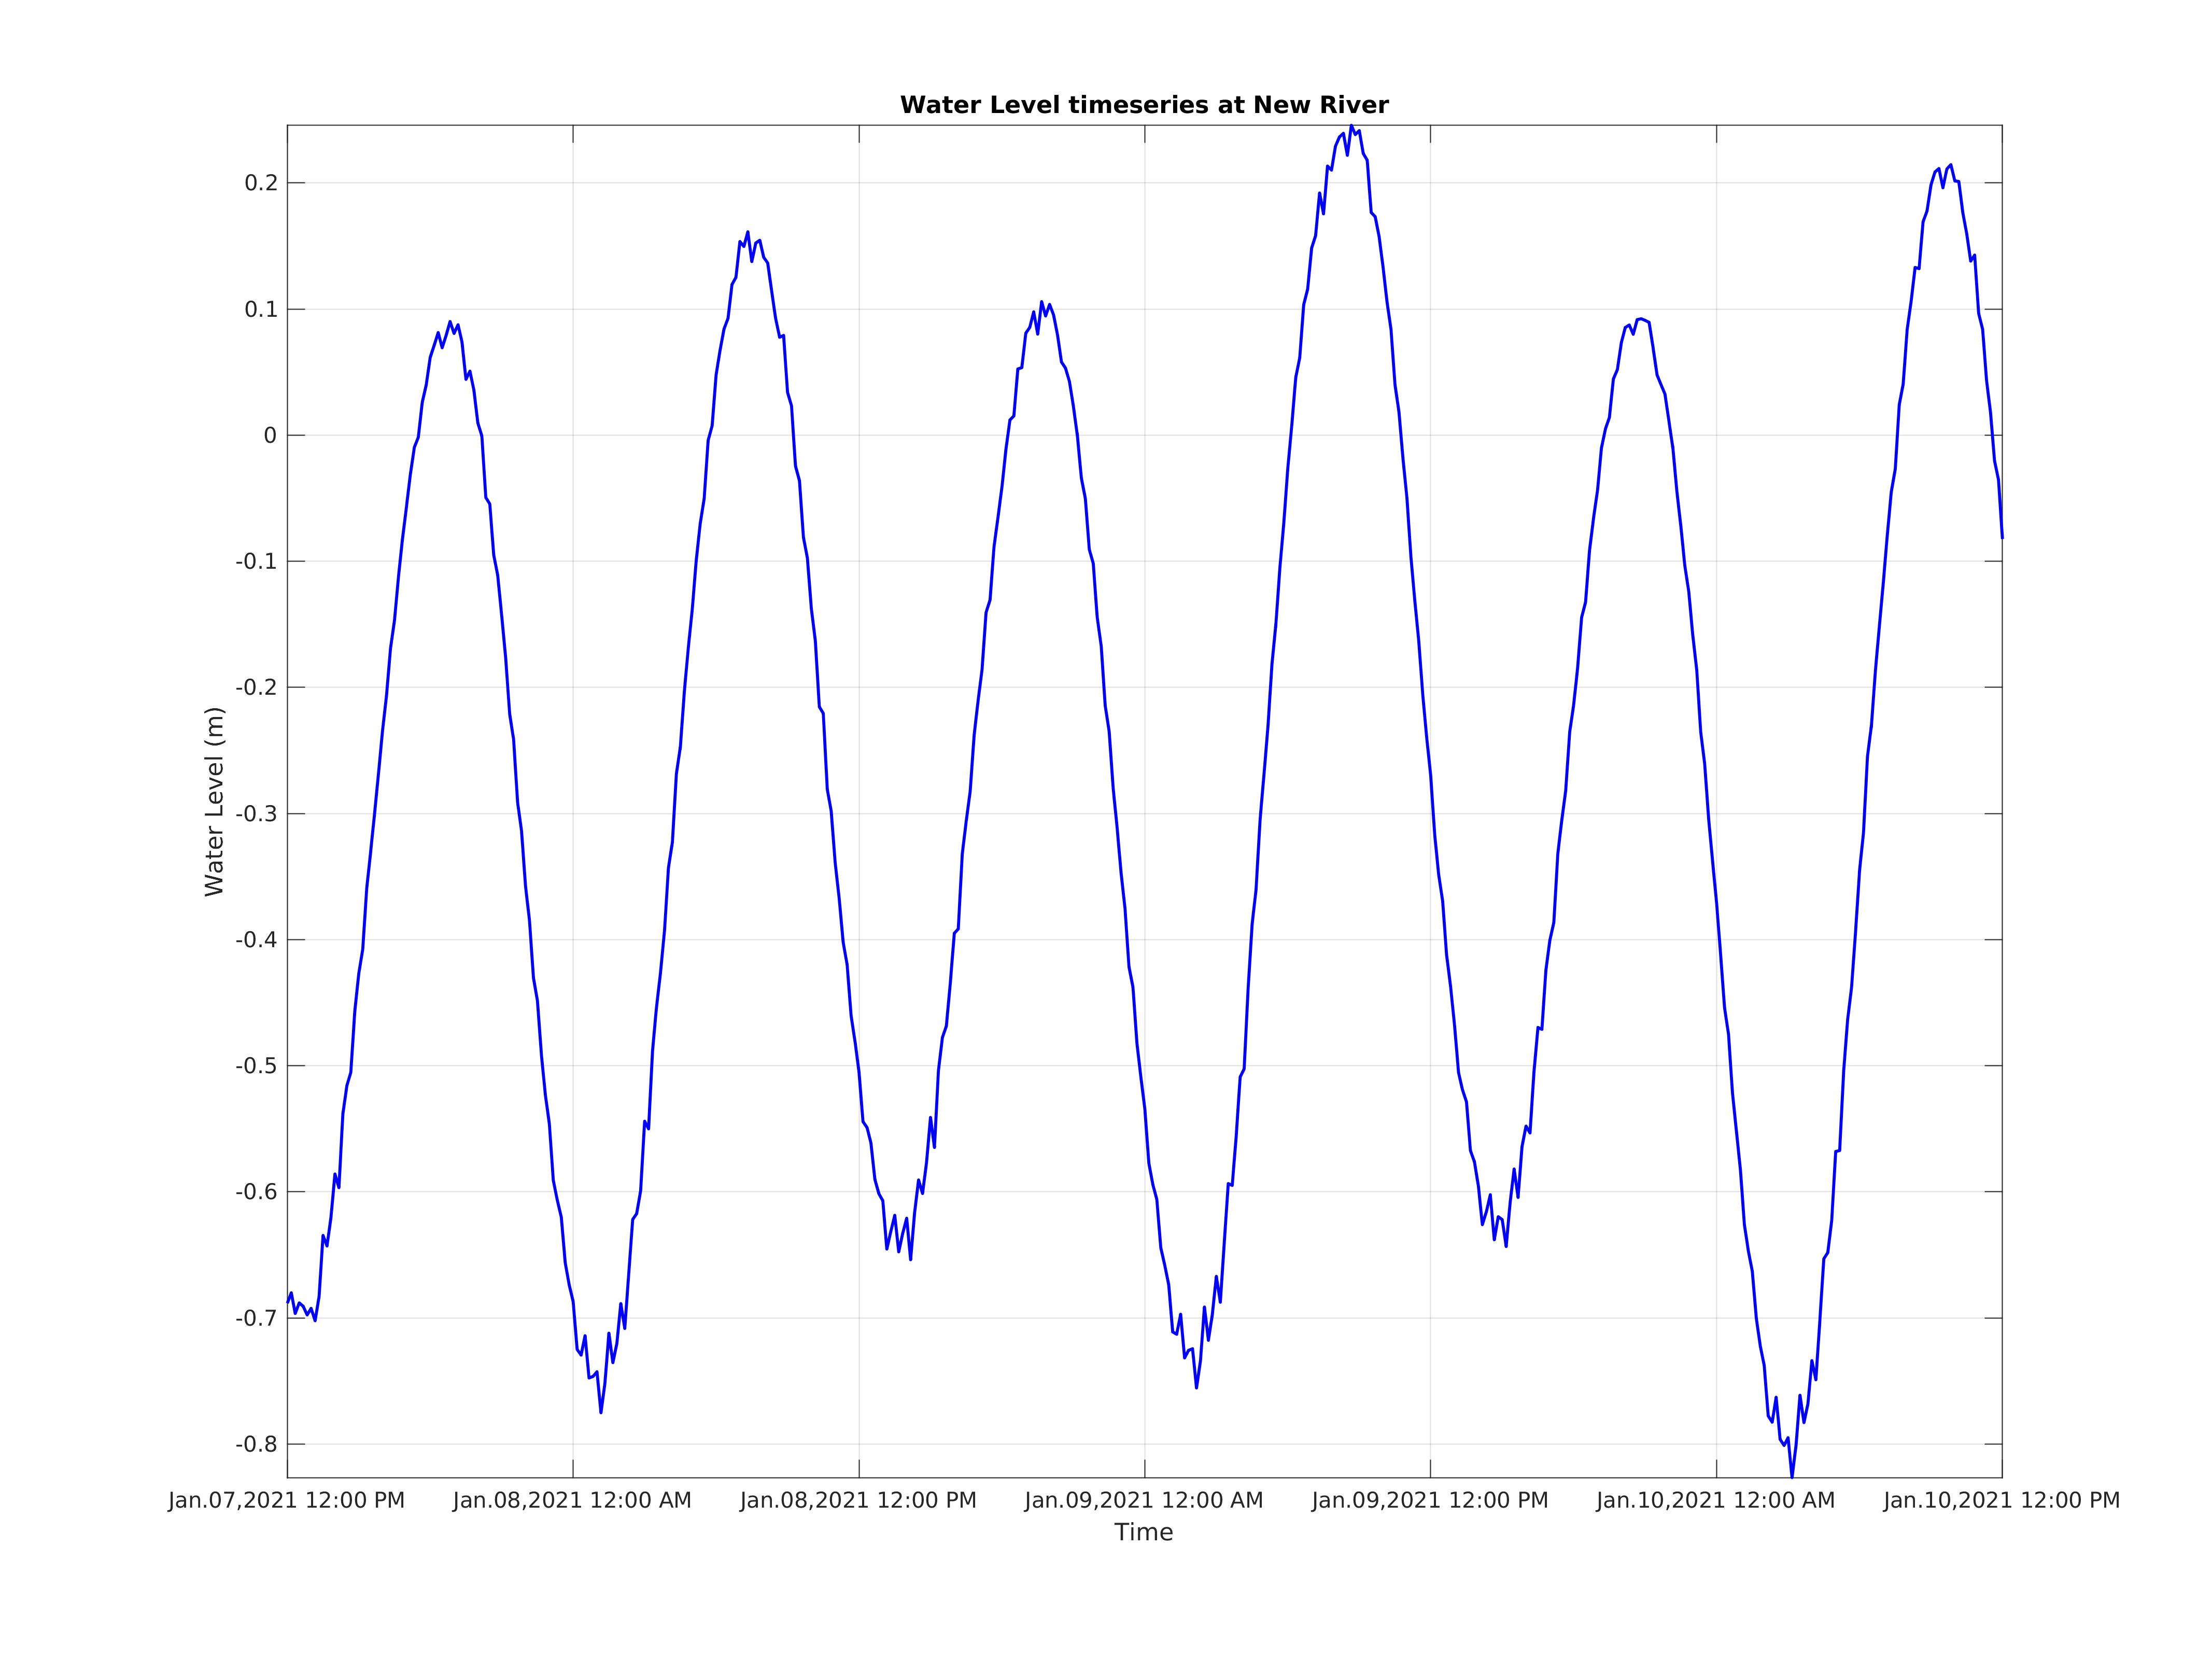 Water Level timeseries at New River
Water Level (m)
0.2
0.1
0
-0.1
-0.2
-0.3
-0.4
-0.5
-0.6
-0.7
-0.8
Jan.07,2021 12:00 PM Jan.08,2021 12:00 AM Jan.08,2021 12:00 PM Jan.09,2021 12:00 AM Jan.09,2021 12:00 PM Jan.10,2021 12:00 AM Jan.10,2021 12:00 PM
Time